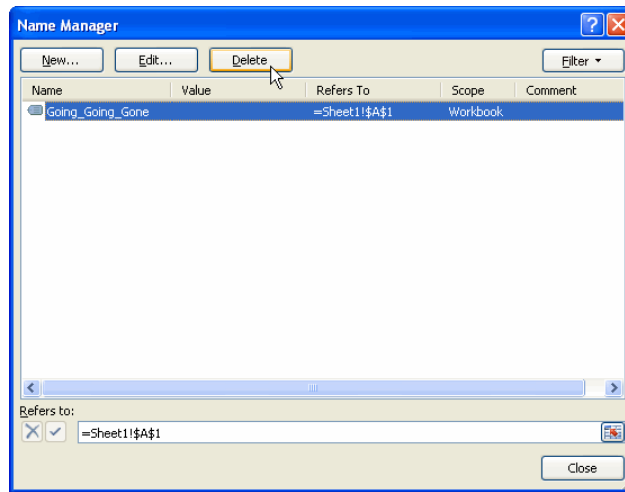 Name Manager
New... Edit... Delete Filter
Name Value Refers To Scope Comment
Going_Going_Gone =Sheet1!$A$1 Workbook
Refers to:
=Sheet1!$A$1
Close